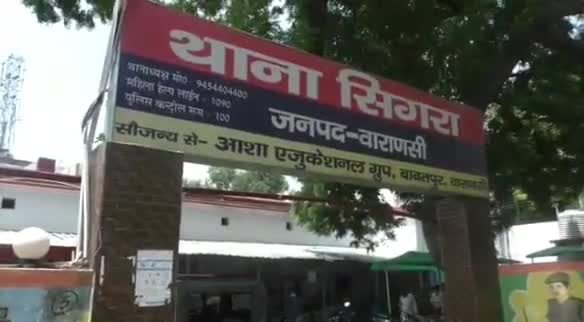 थाना सिगरा
थानाध्यक्ष मो० - 9454404400
महिला हेल्प लाईन - 1090
पुलिस कन्ट्रोल रूम - 100
जनपद-वाराणसी
सौजन्य से- आशा एजुकेशनल ग्रुप, बाबतपुर, वाराणसी